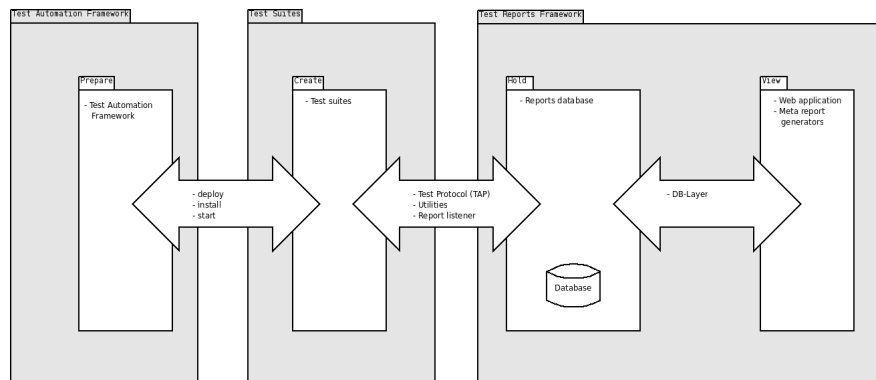 Test Automation Framework
Test Suites
Test Reports Framework
Prepare
Create
Hold
View
- Test Automation
Framework
- Test suites
- Reports database
- Web application
- Meta report
generators
- deploy
- install
- start
- Test Protocol (TAP)
- Utilities
- Report listener
- DB-Layer
Database